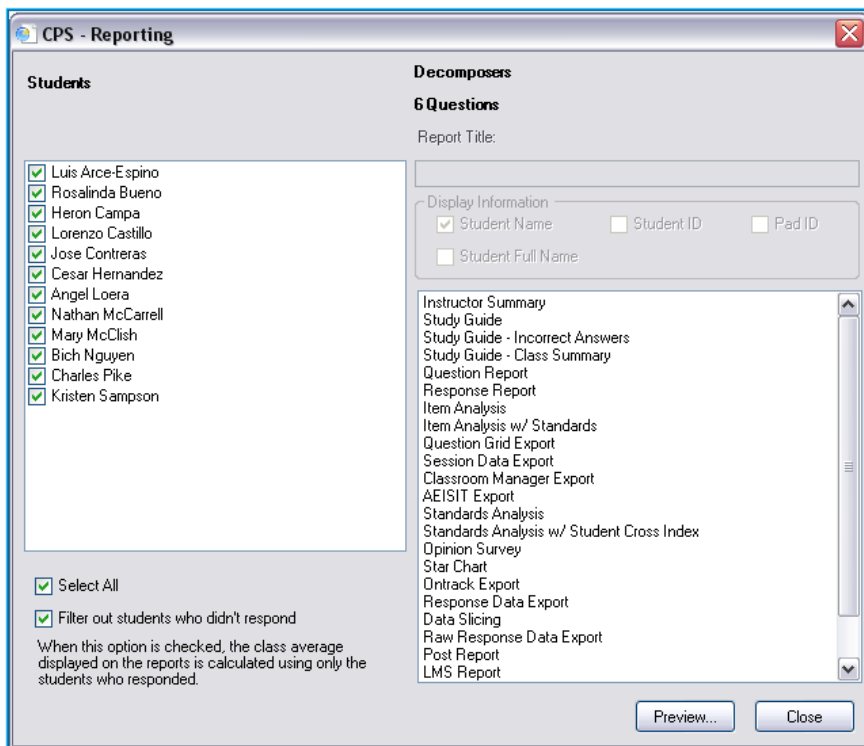 CPS - Reporting
Students
Luis Arce-Espino
Rosalinda Bueno
Heron Campa
Lorenzo Castillo
Jose Contreras
Cesar Hernandez
Angel Loera
Nathan McCarrell
Mary McClish
Bich Nguyen
Charles Pike
Kristen Sampson
Select All
Filter out students who didn't respond
When this option is checked, the class average
displayed on the reports is calculated using only the
students who responded.
Decomposers
6 Questions
Report Title:
Display Information
Student Name Student ID Pad ID
Student Full Name
Instructor Summary
Study Guide
Study Guide - Incorrect Answers
Study Guide - Class Summary
Question Report
Response Report
Item Analysis
Item Analysis w/ Standards
Question Grid Export
Session Data Export
Classroom Manager Export
AEISIT Export
Standards Analysis
Standards Analysis w/ Student Cross Index
Opinion Survey
Star Chart
Ontrack Export
Response Data Export
Data Slicing
Raw Response Data Export
Post Report
LMS Report
Preview... Close